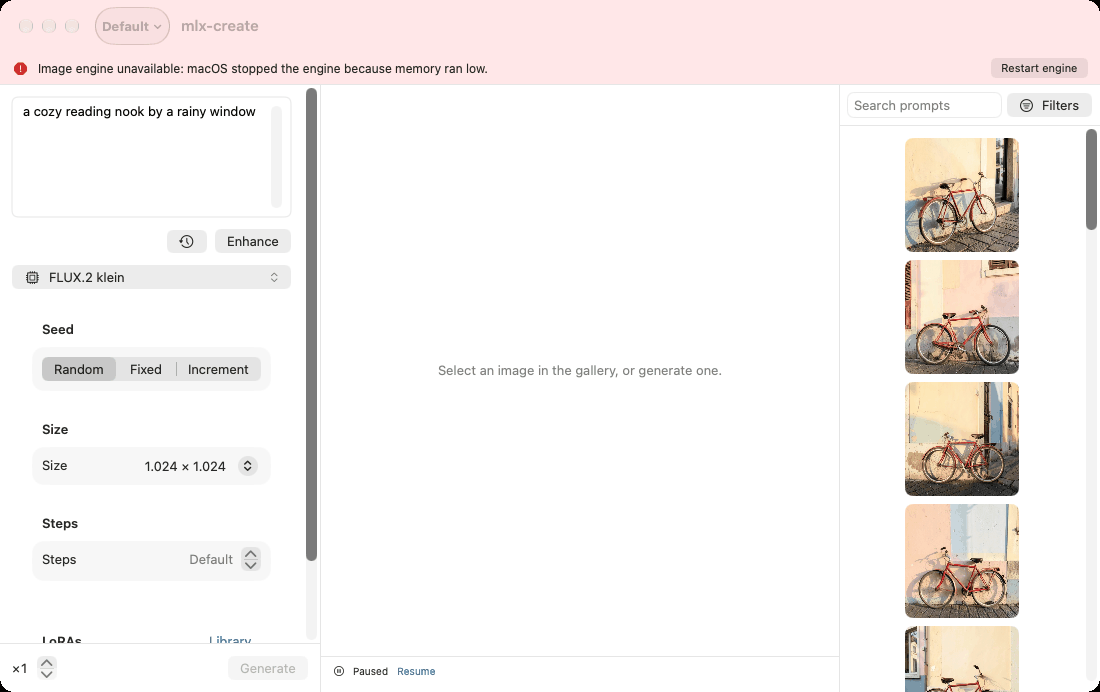 Default
mlx-create
Image engine unavailable: macOS stopped the engine because memory ran low.
Restart engine
a cozy reading nook by a rainy window
Enhance
FLUX.2 klein
Seed
Random Fixed Increment
Size
Size 1.024 × 1.024
Steps
Steps Default
LoRAs Library
×1 Generate
Select an image in the gallery, or generate one.
Paused Resume
Search prompts Filters